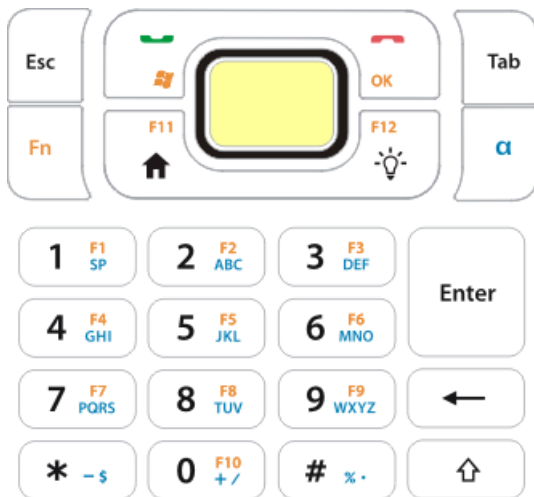 Esc
Tab
OK
F11
F12
Fn
α
1 F1 SP
2 F2 ABC
3 F3 DEF
Enter
4 F4 GHI
5 F5 JKL
6 F6 MNO
7 F7 PQRS
8 F8 TUV
9 F9 WXYZ
* - $
0 F10 + /
# % ·